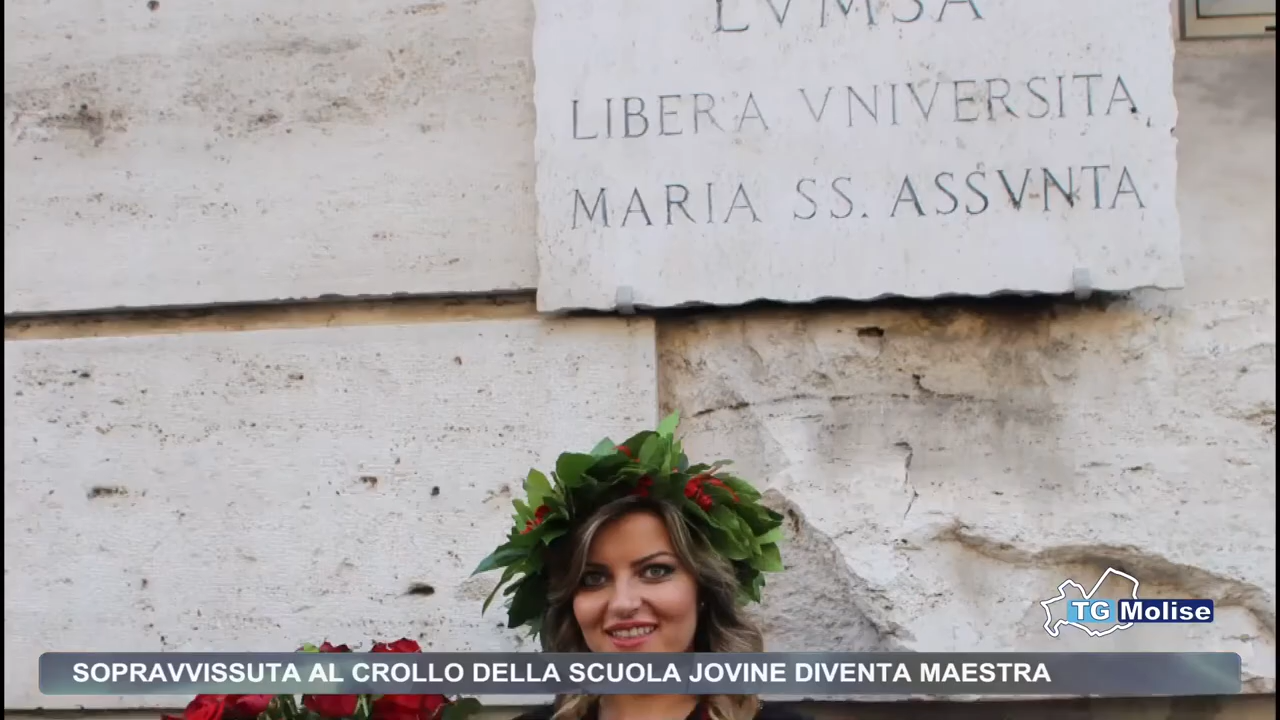 LVMSA
LIBERA VNIVERSITA
MARIA SS. ASSVNTA
TG Molise
SOPRAVVISSUTA AL CROLLO DELLA SCUOLA JOVINE DIVENTA MAESTRA